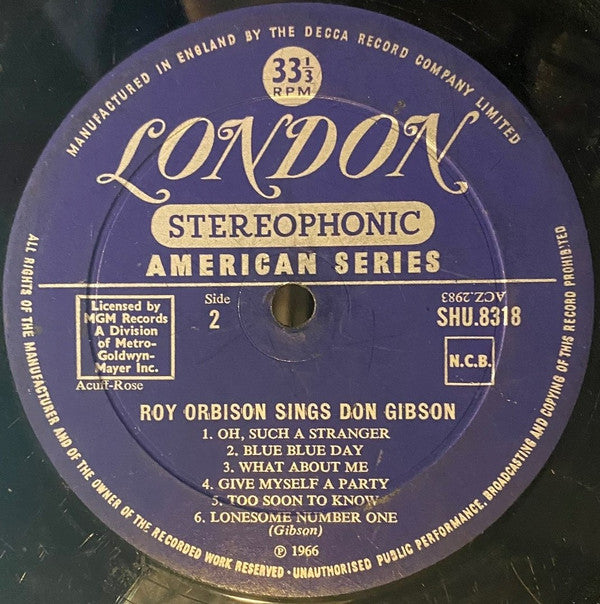 MANUFACTURED IN ENGLAND BY THE DECCA RECORD COMPANY LIMITED
33⅓
RPM
LONDON
STEREOPHONIC
AMERICAN SERIES
Licensed by
MGM Records
A Division
of Metro-
Goldwyn-
Mayer Inc.
Acuff-Rose
Side
2
ACZ.2983
SHU.8318
N.C.B.
ROY ORBISON SINGS DON GIBSON
1. OH, SUCH A STRANGER
2. BLUE BLUE DAY
3. WHAT ABOUT ME
4. GIVE MYSELF A PARTY
5. TOO SOON TO KNOW
6. LONESOME NUMBER ONE
(Gibson)
℗ 1966
ALL RIGHTS OF THE MANUFACTURER AND OF THE OWNER OF THE RECORDED WORK RESERVED · UNAUTHORISED PUBLIC PERFORMANCE, BROADCASTING AND COPYING OF THIS RECORD PROHIBITED